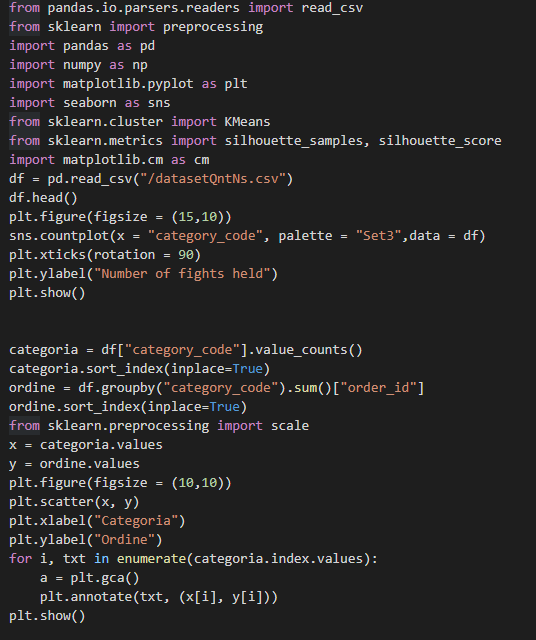 from pandas.io.parsers.readers import read_csv
from sklearn import preprocessing
import pandas as pd
import numpy as np
import matplotlib.pyplot as plt
import seaborn as sns
from sklearn.cluster import KMeans
from sklearn.metrics import silhouette_samples, silhouette_score
import matplotlib.cm as cm
df = pd.read_csv("/datasetQntNs.csv")
df.head()
plt.figure(figsize = (15,10))
sns.countplot(x = "category_code", palette = "Set3",data = df)
plt.xticks(rotation = 90)
plt.ylabel("Number of fights held")
plt.show()
categoria = df["category_code"].value_counts()
categoria.sort_index(inplace=True)
ordine = df.groupby("category_code").sum()["order_id"]
ordine.sort_index(inplace=True)
from sklearn.preprocessing import scale
x = categoria.values
y = ordine.values
plt.figure(figsize = (10,10))
plt.scatter(x, y)
plt.xlabel("Categoria")
plt.ylabel("Ordine")
for i, txt in enumerate(categoria.index.values):
    a = plt.gca()
    plt.annotate(txt, (x[i], y[i]))
plt.show()